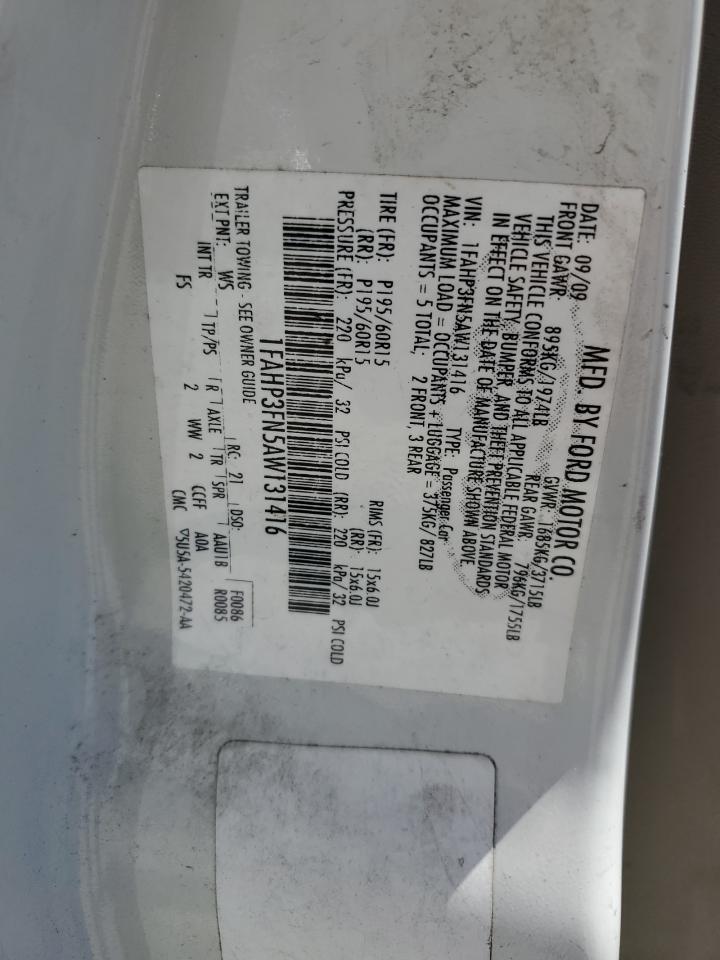 MFD. BY FORD MOTOR CO.
DATE: 09/09 GVWR: 1685KG/3715LB
FRONT GAWR: 895KG/1974LB REAR GAWR: 796KG/1755LB
THIS VEHICLE CONFORMS TO ALL APPLICABLE FEDERAL MOTOR
VEHICLE SAFETY, BUMPER, AND THEFT PREVENTION STANDARDS
IN EFFECT ON THE DATE OF MANUFACTURE SHOWN ABOVE.
VIN: 1FAHP3FN5AW131416 TYPE: Passenger Car
MAXIMUM LOAD = OCCUPANTS + LUGGAGE = 375KG/ 827LB
OCCUPANTS = 5 TOTAL; 2 FRONT, 3 REAR
TIRE (FR): P195/60R15 RIMS (FR): 15x6.0J
(RR): P195/60R15 (RR): 15x6.0J
PRESSURE (FR): 220 kPa/ 32 PSI COLD (RR): 220 kPa/ 32 PSI COLD
1FAHP3FN5AW131416
TRAILER TOWING - SEE OWNER GUIDE F0086
EXT PNT: WS RC: 21 DSO: R0085
INT TR TP/PS R AXLE TR SPR AAU1B
FS 2 WW 2 CCFF AOA
CMC ▽5U5A-5420472-AA